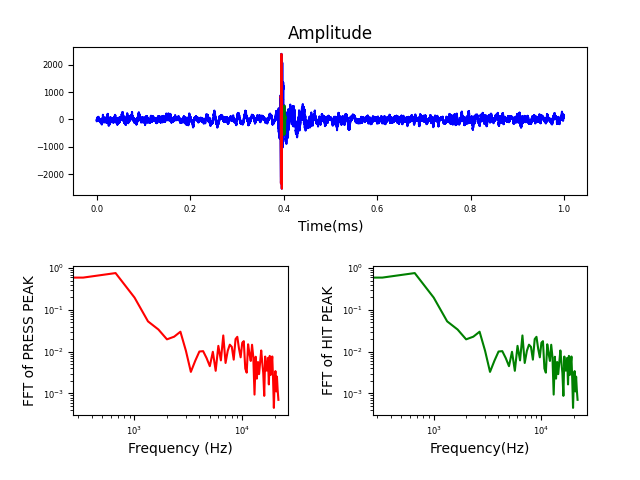 Amplitude
2000
1000
0
−1000
−2000
0.0 0.2 0.4 0.6 0.8 1.0
Time(ms)
FFT of PRESS PEAK
10⁰
10⁻¹
10⁻²
10⁻³
10³ 10⁴
Frequency (Hz)
FFT of HIT PEAK
10⁰
10⁻¹
10⁻²
10⁻³
10³ 10⁴
Frequency(Hz)